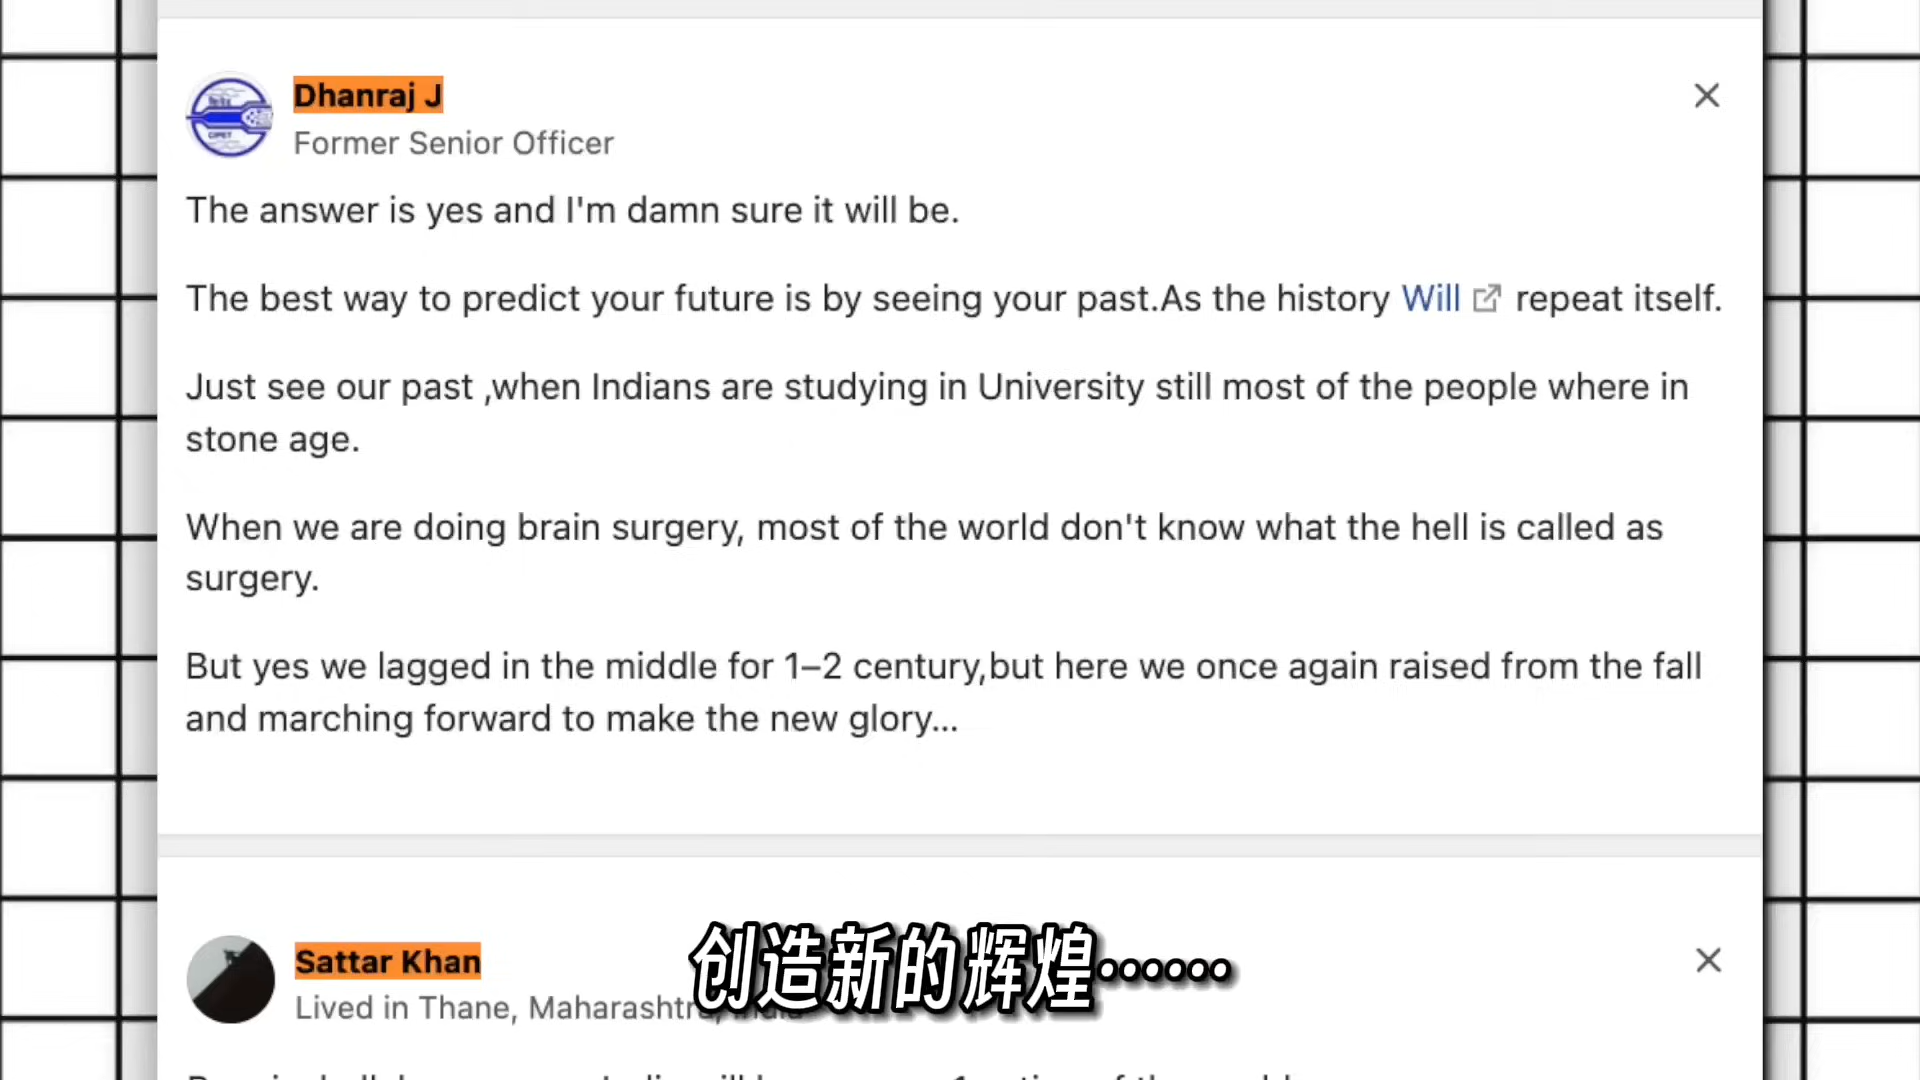 Dhanraj J
Former Senior Officer
CIPET
The answer is yes and I'm damn sure it will be.
The best way to predict your future is by seeing your past.As the history Will repeat itself.
Just see our past ,when Indians are studying in University still most of the people where in
stone age.
When we are doing brain surgery, most of the world don't know what the hell is called as
surgery.
But yes we lagged in the middle for 1–2 century,but here we once again raised from the fall
and marching forward to make the new glory...
Sattar Khan
Lived in Thane, Maharashtra, India
创造新的辉煌……